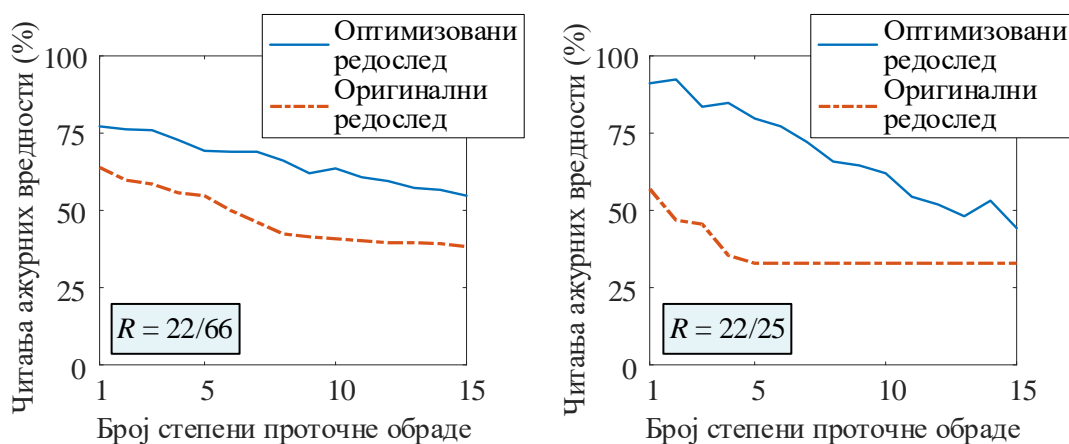 Читања ажурних вредности (%)
100
75
50
25
0
Оптимизовани
редослед
Оригинални
редослед
R = 22/66
1
5
10
15
Број степени проточне обраде
Читања ажурних вредности (%)
100
75
50
25
0
Оптимизовани
редослед
Оригинални
редослед
R = 22/25
1
5
10
15
Број степени проточне обраде